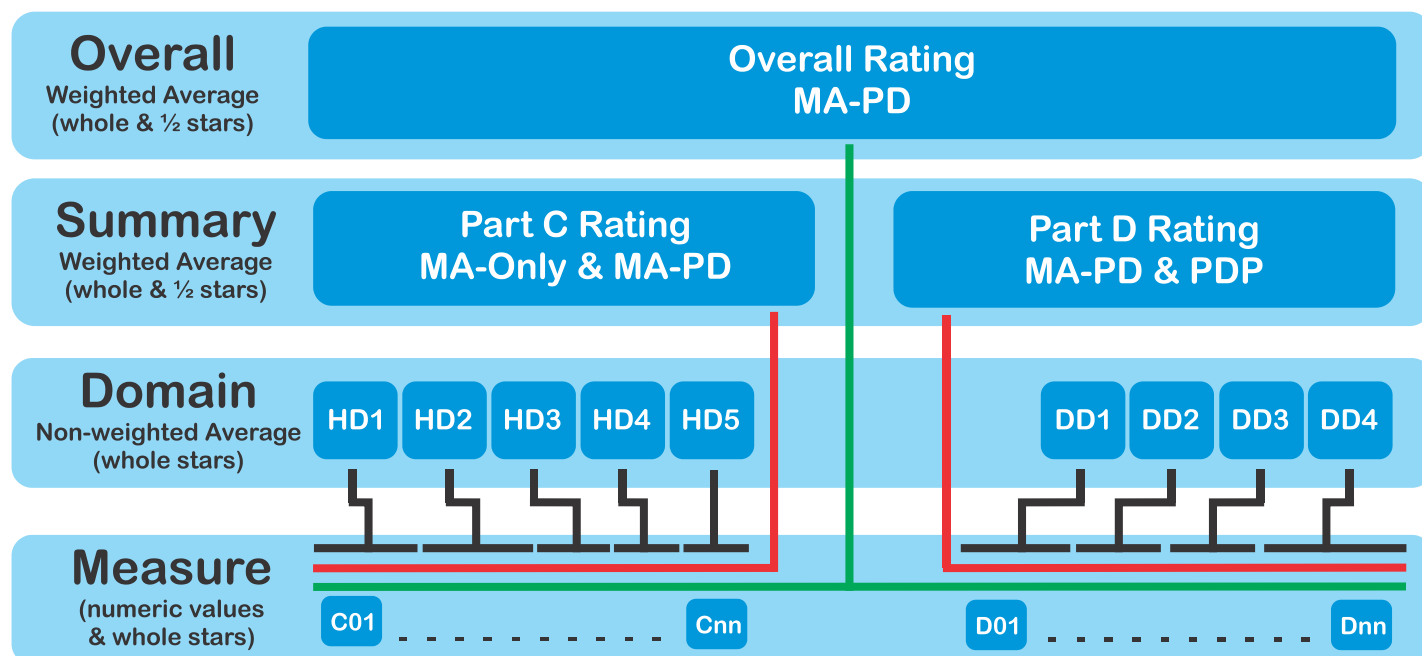 Overall
Weighted Average
(whole & ½ stars)
Overall Rating
MA-PD
Summary
Weighted Average
(whole & ½ stars)
Part C Rating
MA-Only & MA-PD
Part D Rating
MA-PD & PDP
Domain
Non-weighted Average
(whole stars)
HD1 HD2 HD3 HD4 HD5 DD1 DD2 DD3 DD4
Measure
(numeric values
& whole stars)
C01 Cnn D01 Dnn